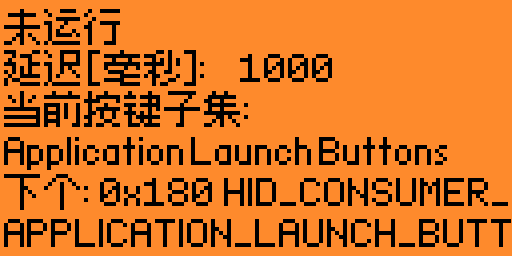 未运行
延迟[毫秒]: 1000
当前按键子集:
Application Launch Buttons
下个: 0x180 HID_CONSUMER_
APPLICATION_LAUNCH_BUTT